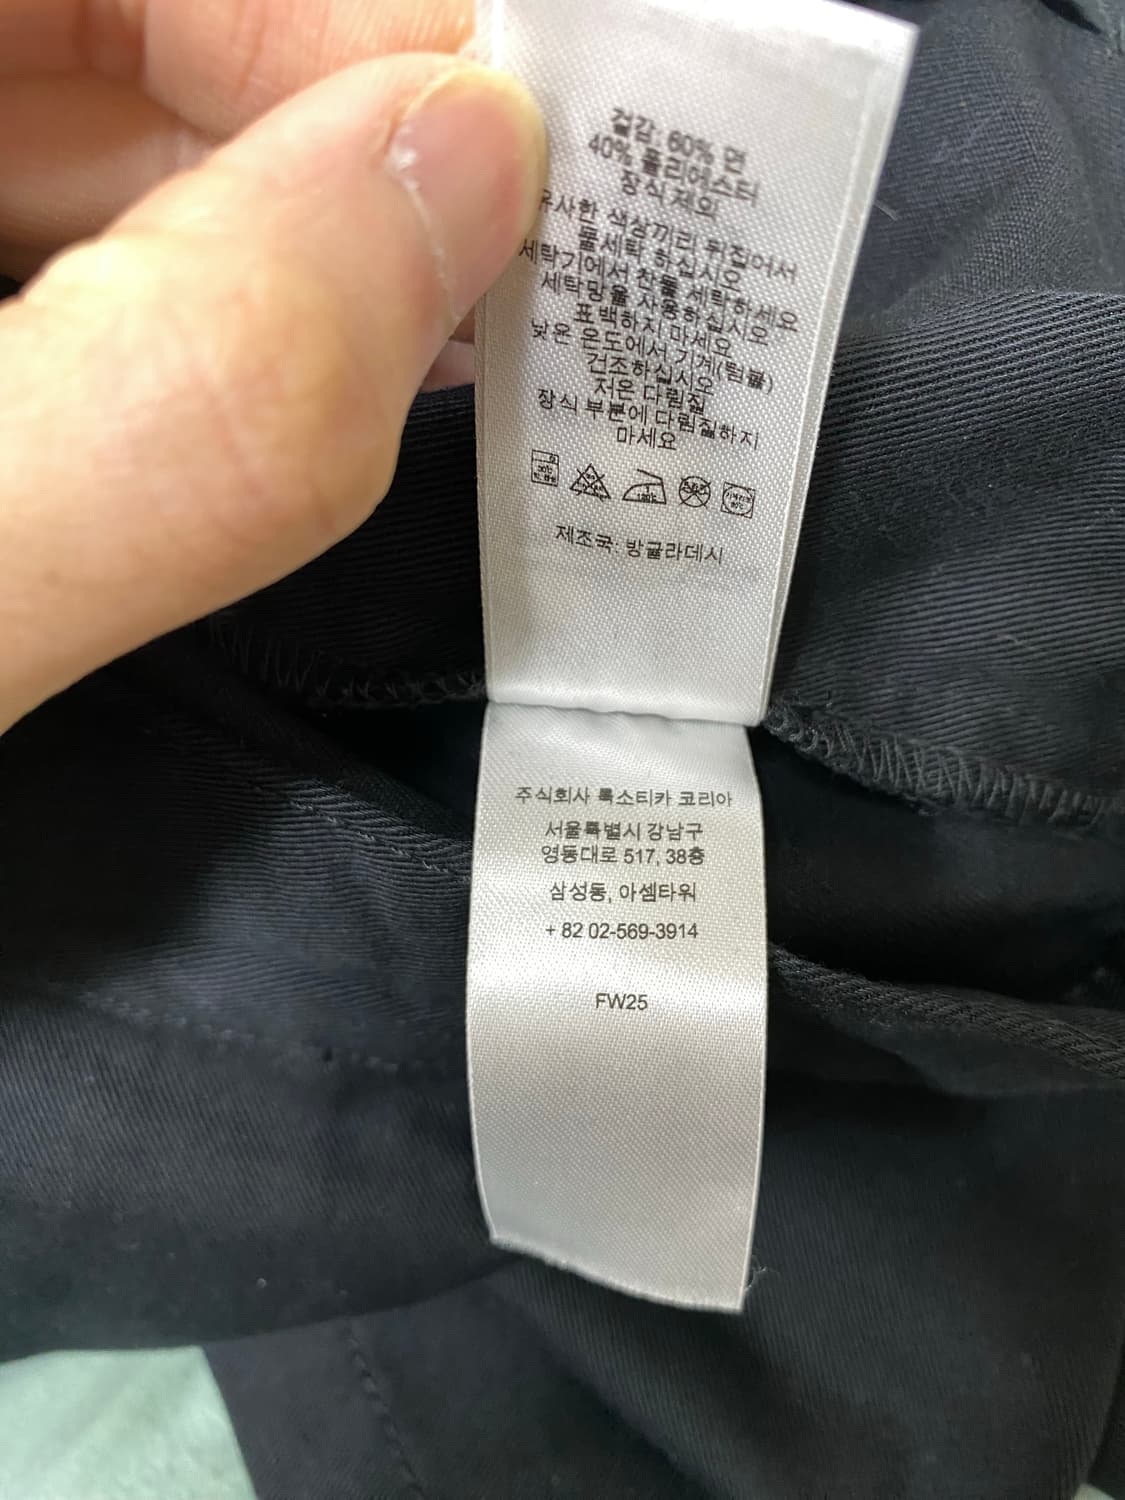 겉감: 60% 면
40% 폴리에스터
장식 제외
유사한 색상끼리 뒤집어서
물세탁 하십시오
세탁기에서 찬물 세탁하세요
세탁망을 사용하십시오
표백하지 마세요
낮은 온도에서 기계(텀블)
건조하십시오
저온 다림질
장식 부분에 다림질하지
마세요
제조국: 방글라데시
주식회사 룩소티카 코리아
서울특별시 강남구
영동대로 517, 38층
삼성동, 아셈타워
+ 82 02-569-3914
FW25